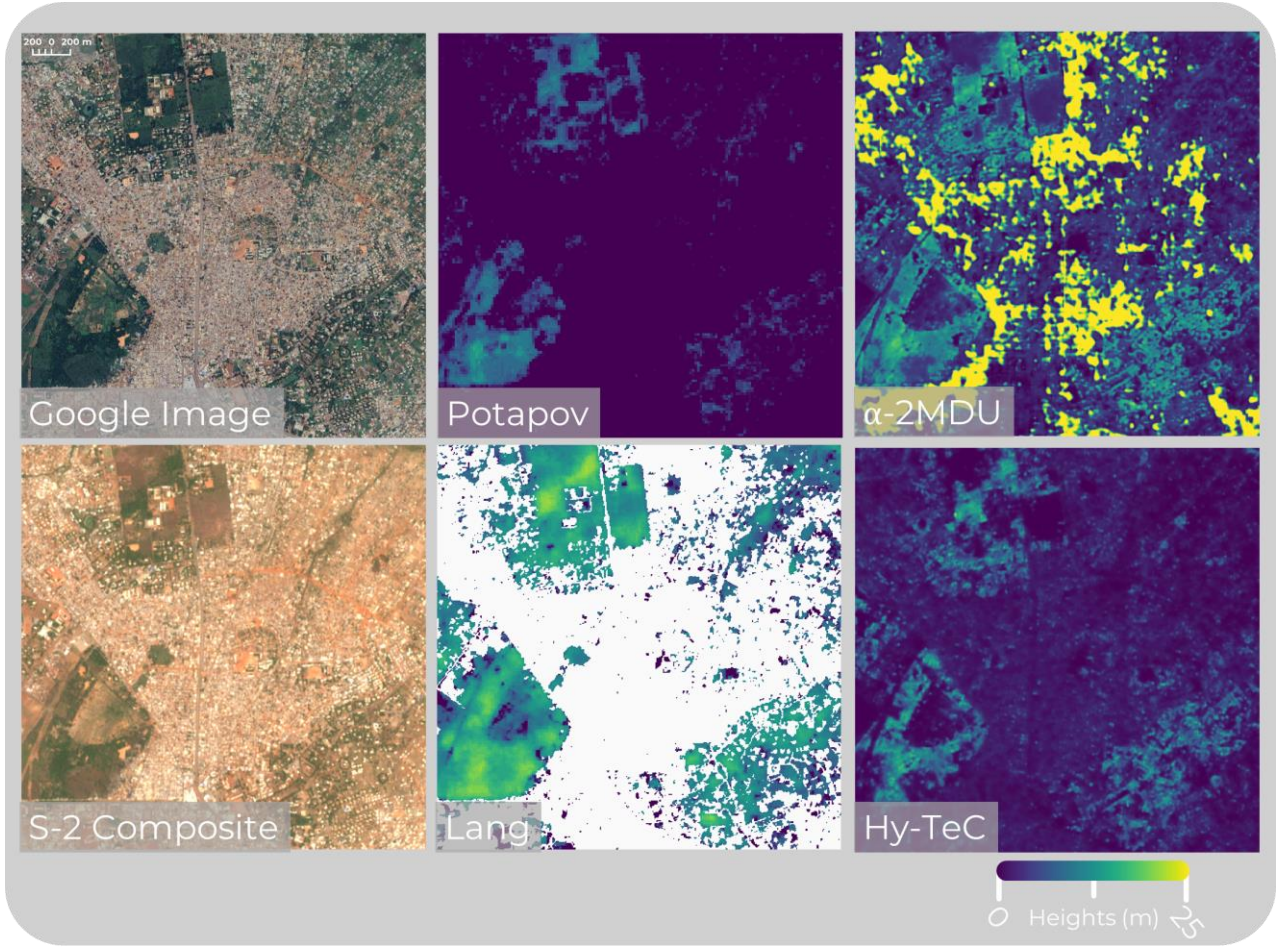 200 0 200 m
Google Image
Potapov
α-2MDU
S-2 Composite
Lang
Hy-TeC
0 Heights (m) 25